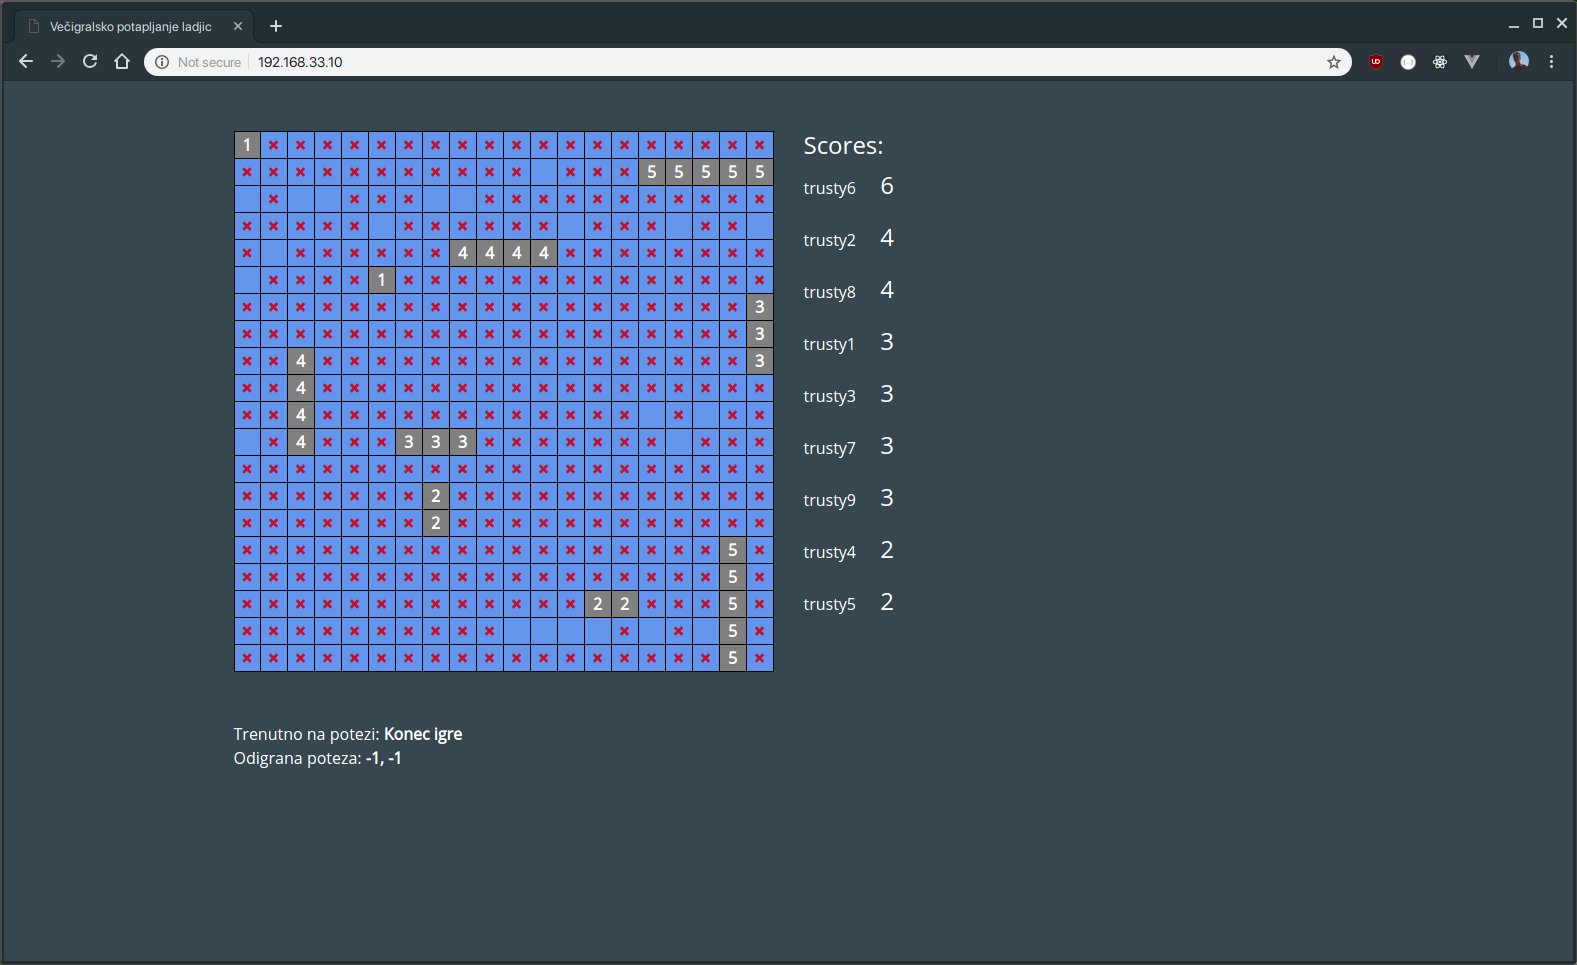 Večigralsko potapljanje ladjic
Not secure 192.168.33.10
1 × × × × × × × × × × × × × × × × × × ×
× × × × × × × × × × × × × × 5 5 5 5 5
× × × × × × × × × × × × × × ×
× × × × × × × × × × × × × × × ×
× × × × × × × 4 4 4 4 × × × × × × × ×
× × × × 1 × × × × × × × × × × × × × ×
× × × × × × × × × × × × × × × × × × × 3
× × × × × × × × × × × × × × × × × × × 3
× × 4 × × × × × × × × × × × × × × × × 3
× × 4 × × × × × × × × × × × × × × × × ×
× × 4 × × × × × × × × × × × × × × ×
× 4 × × × 3 3 3 × × × × × × × × × ×
× × × × × × × × × × × × × × × × × × × ×
× × × × × × × 2 × × × × × × × × × × × ×
× × × × × × × 2 × × × × × × × × × × × ×
× × × × × × × × × × × × × × × × × × 5 ×
× × × × × × × × × × × × × × × × × × 5 ×
× × × × × × × × × × × × × 2 2 × × × 5 ×
× × × × × × × × × × × × 5 ×
× × × × × × × × × × × × × × × × × × 5 ×
Scores:
trusty6 6
trusty2 4
trusty8 4
trusty1 3
trusty3 3
trusty7 3
trusty9 3
trusty4 2
trusty5 2
Trenutno na potezi: Konec igre
Odigrana poteza: -1, -1